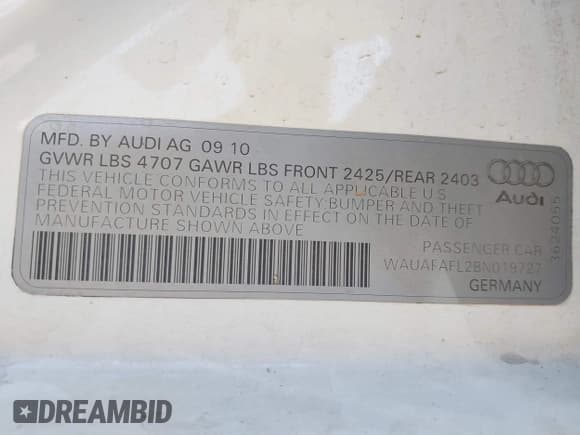 MFD. BY AUDI AG 09 10
GVWR LBS 4707 GAWR LBS FRONT 2425/REAR 2403
THIS VEHICLE CONFORMS TO ALL APPLICABLE U S
FEDERAL MOTOR VEHICLE SAFETY;BUMPER AND THEFT
PREVENTION STANDARDS IN EFFECT ON THE DATE OF
MANUFACTURE SHOWN ABOVE
Audi
3624055
PASSENGER CAR
WAUAFAFL2BN019727
GERMANY
DREAMBID